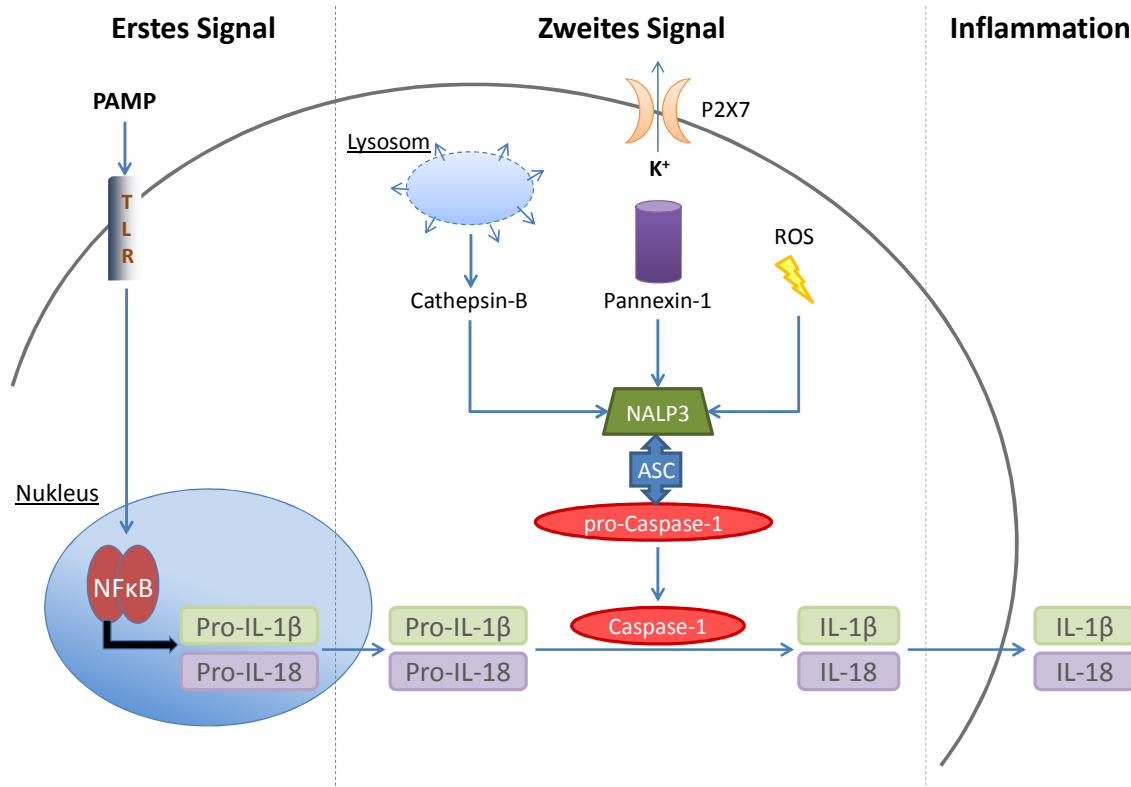 Erstes Signal
Zweites Signal
Inflammation
PAMP
P2X7
Lysosom
K⁺
T
L
R
ROS
Cathepsin-B
Pannexin-1
NALP3
ASC
Nukleus
pro-Caspase-1
NFκB
Pro-IL-1β
Pro-IL-1β
Caspase-1
IL-1β
IL-1β
Pro-IL-18
Pro-IL-18
IL-18
IL-18